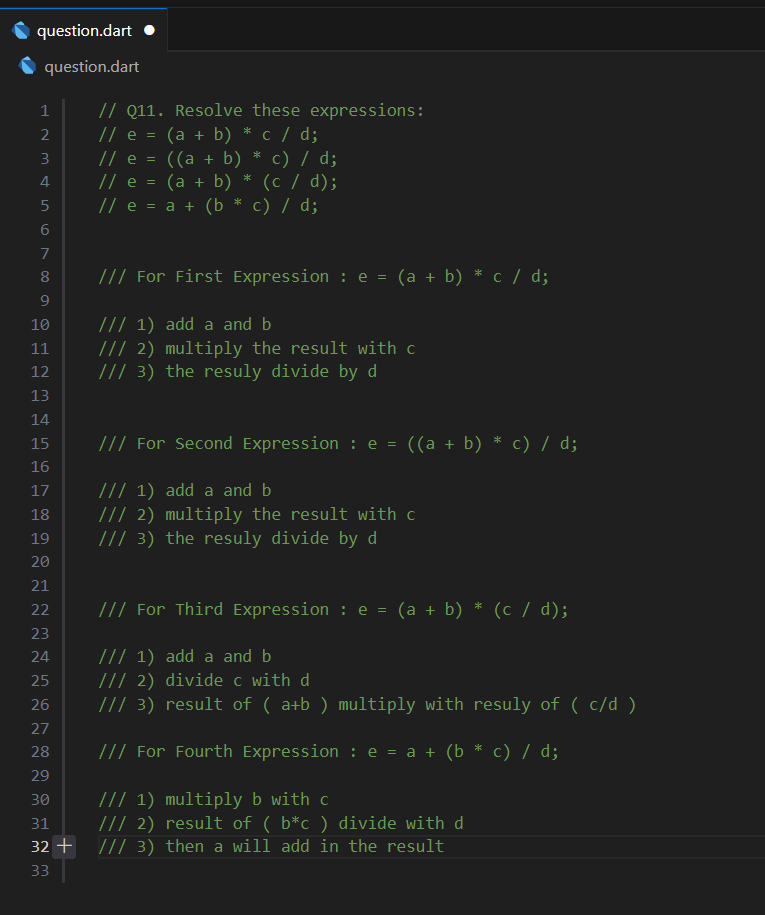 question.dart
question.dart
1 // Q11. Resolve these expressions:
2 // e = (a + b) * c / d;
3 // e = ((a + b) * c) / d;
4 // e = (a + b) * (c / d);
5 // e = a + (b * c) / d;
6
7
8 /// For First Expression : e = (a + b) * c / d;
9
10 /// 1) add a and b
11 /// 2) multiply the result with c
12 /// 3) the resuly divide by d
13
14
15 /// For Second Expression : e = ((a + b) * c) / d;
16
17 /// 1) add a and b
18 /// 2) multiply the result with c
19 /// 3) the resuly divide by d
20
21
22 /// For Third Expression : e = (a + b) * (c / d);
23
24 /// 1) add a and b
25 /// 2) divide c with d
26 /// 3) result of ( a+b ) multiply with resuly of ( c/d )
27
28 /// For Fourth Expression : e = a + (b * c) / d;
29
30 /// 1) multiply b with c
31 /// 2) result of ( b*c ) divide with d
32 /// 3) then a will add in the result
33